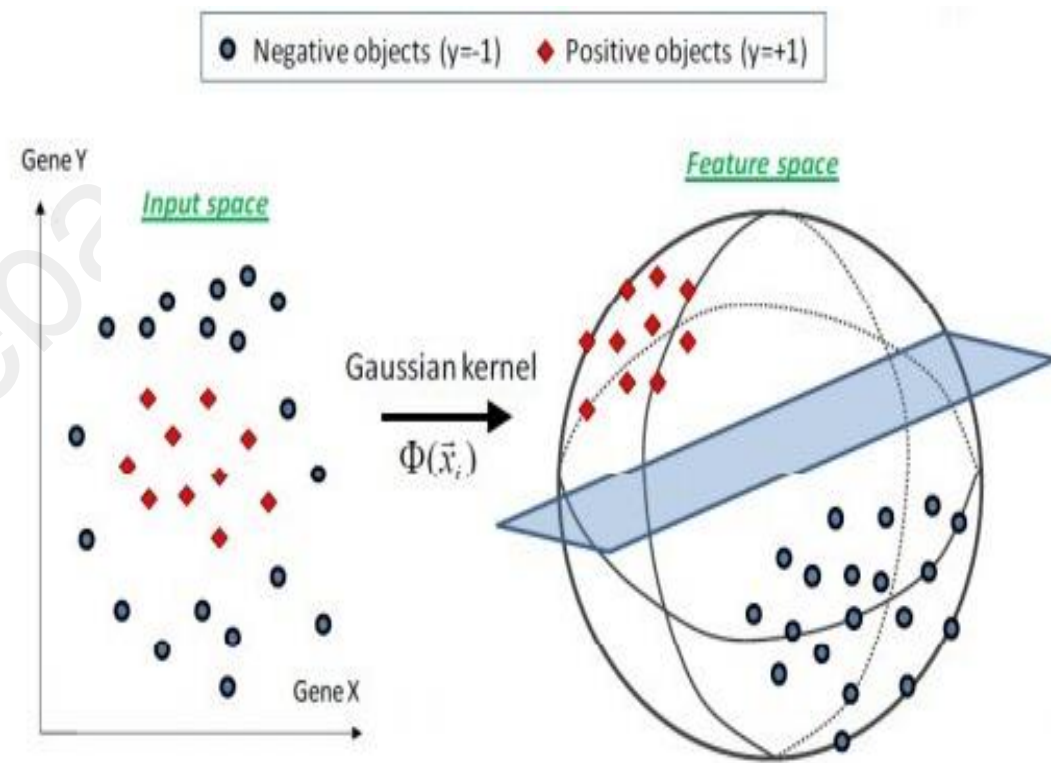 Negative objects (y=-1) Positive objects (y=+1)
Gene Y
Input space
Feature space
Gaussian kernel
Φ(x⃗ᵢ)
Gene X